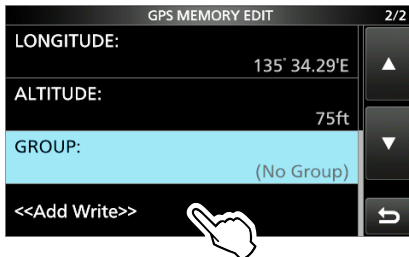 GPS MEMORY EDIT 2/2
LONGITUDE:
135° 34.29'E
ALTITUDE:
75ft
GROUP:
(No Group)
<<Add Write>>